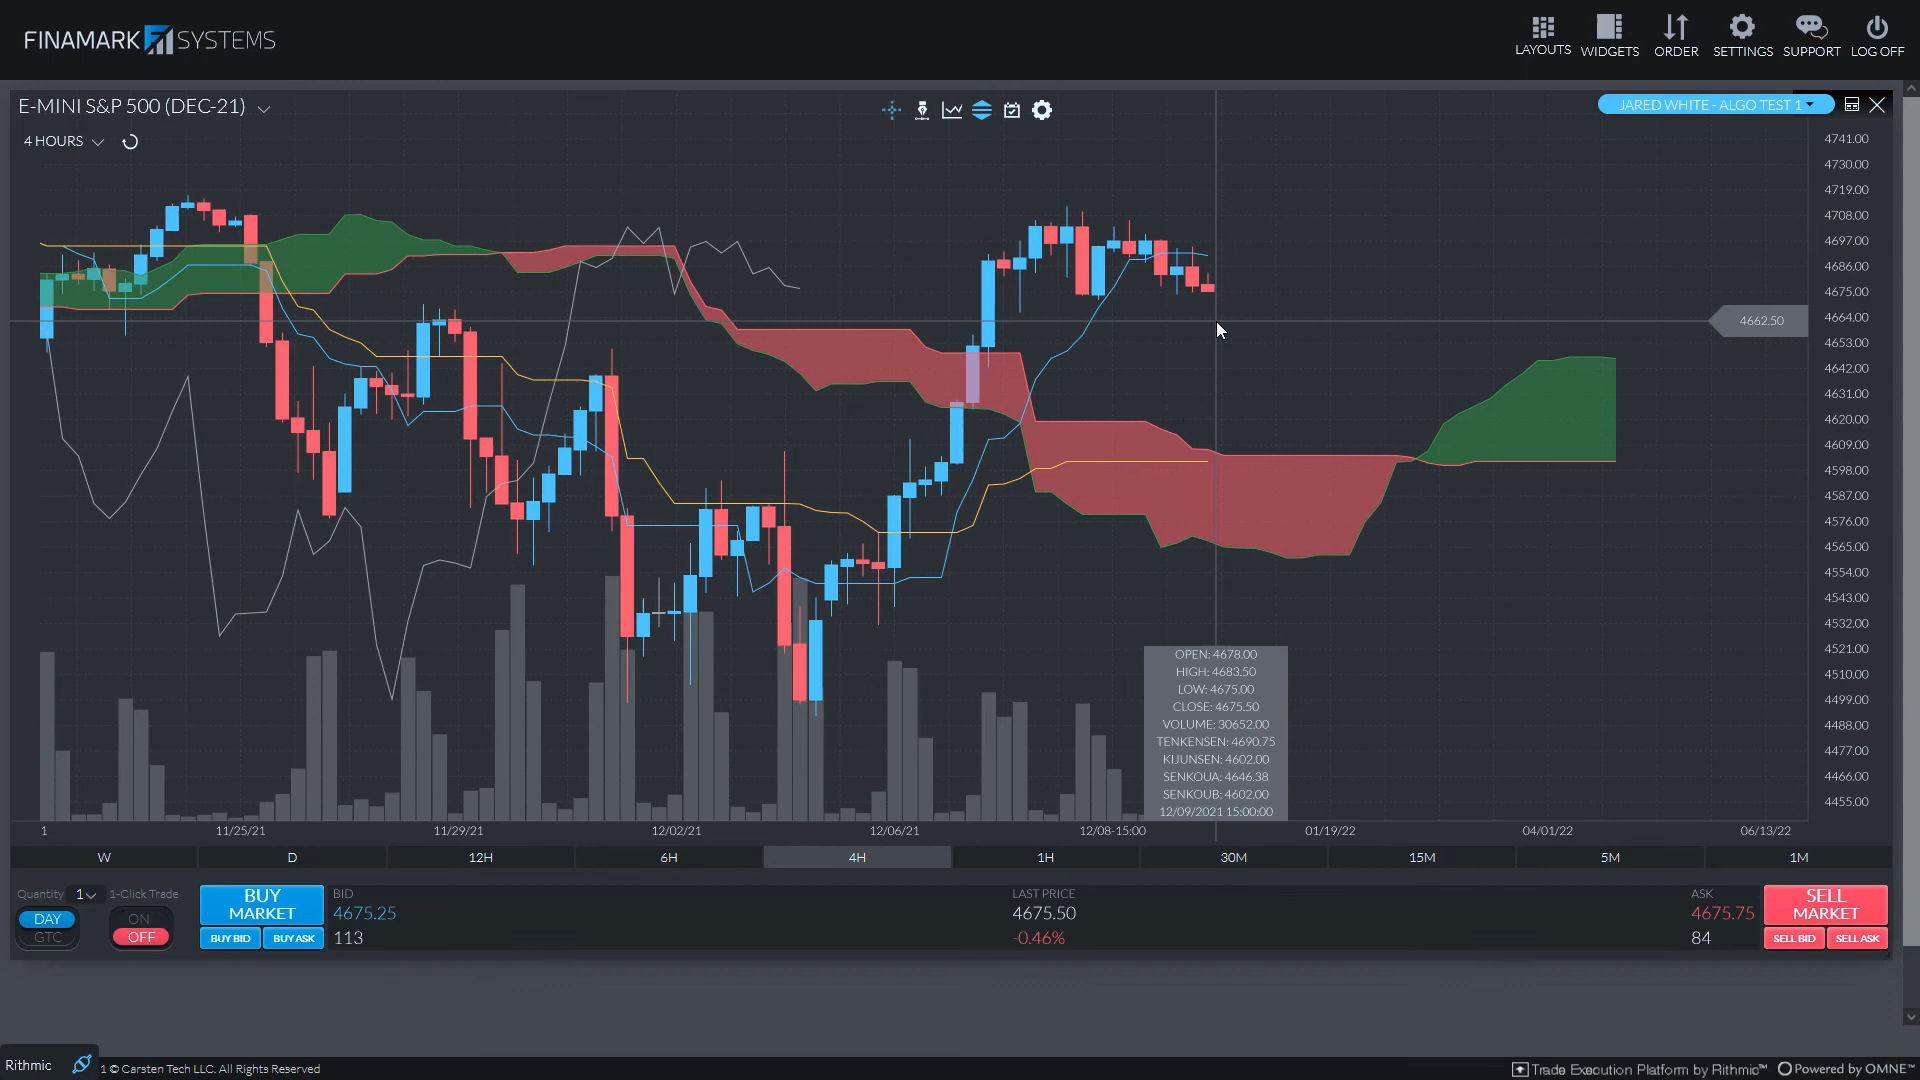 FINAMARK SYSTEMS
LAYOUTS
WIDGETS
ORDER
SETTINGS
SUPPORT
LOG OFF
E-MINI S&P 500 (DEC-21)
JARED WHITE - ALGO TEST 1
4 HOURS
4741.00
4730.00
4719.00
4708.00
4697.00
4686.00
4675.00
4664.00
4662.50
4653.00
4642.00
4631.00
4620.00
4609.00
4598.00
4587.00
4576.00
4565.00
4554.00
4543.00
4532.00
4521.00
4510.00
4499.00
4488.00
4477.00
4466.00
4455.00
OPEN: 4678.00
HIGH: 4683.50
LOW: 4675.00
CLOSE: 4675.50
VOLUME: 30652.00
TENKENSEN: 4690.75
KIJUNSEN: 4602.00
SENKOUA: 4646.38
SENKOUB: 4602.00
12/09/2021 15:00:00
1 11/25/21 11/29/21 12/02/21 12/06/21 12/08-15:00 01/19/22 04/01/22 06/13/22
W D 12H 6H 4H 1H 30M 15M 5M 1M
Quantity 1 1-Click Trade
DAY
GTC
ON
OFF
BUY
MARKET
BUY BID BUY ASK
BID
4675.25
113
LAST PRICE
4675.50
-0.46%
ASK
4675.75
84
SELL
MARKET
SELL BID SELL ASK
Rithmic
1 © Carsten Tech LLC. All Rights Reserved
Trade Execution Platform by Rithmic™
Powered by OMNE™